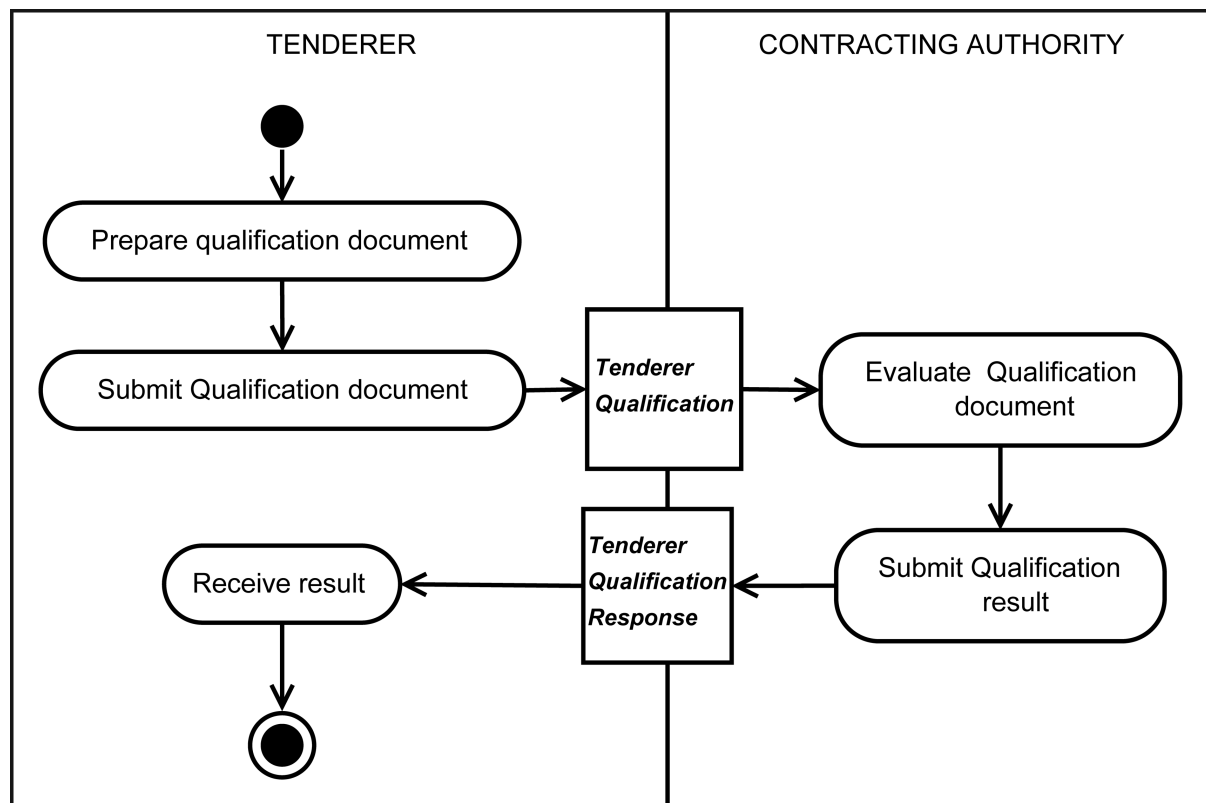 TENDERER
CONTRACTING AUTHORITY
Prepare qualification document
Submit Qualification document
Tenderer
Qualification
Evaluate  Qualification
document
Submit Qualification
result
Tenderer
Qualification
Response
Receive result